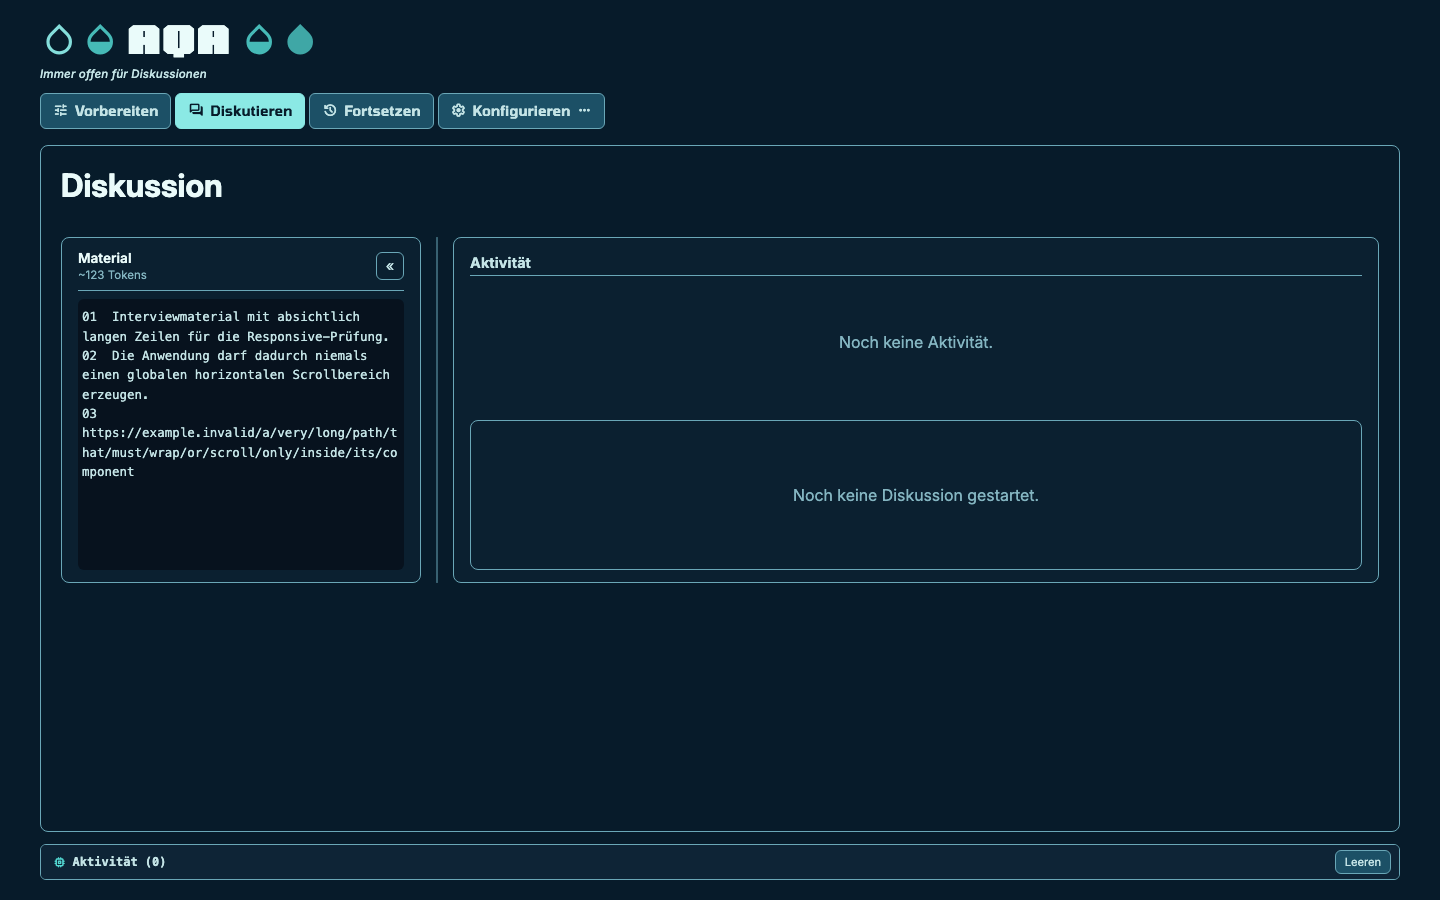 AQA
Immer offen für Diskussionen
Vorbereiten
Diskutieren
Fortsetzen
Konfigurieren ···
Diskussion
Material
~123 Tokens
«
01  Interviewmaterial mit absichtlich
langen Zeilen für die Responsive-Prüfung.
02  Die Anwendung darf dadurch niemals
einen globalen horizontalen Scrollbereich
erzeugen.
03
https://example.invalid/a/very/long/path/t
hat/must/wrap/or/scroll/only/inside/its/co
mponent
Aktivität
Noch keine Aktivität.
Noch keine Diskussion gestartet.
Aktivität (0)
Leeren